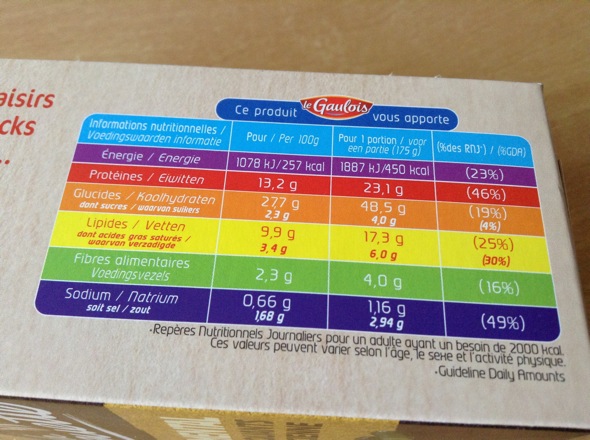 aisirs
cks
..
Ce produit le Gaulois vous apporte
Informations nutritionnelles / Voedingswaarden informatie
Pour / Per 100g
Pour 1 portion / voor een partie (175 g)
(%des RNJ*) / (%GDA)
Énergie / Energie 1078 kJ/257 kcal 1887 kJ/450 kcal (23%)
Protéines / Eiwitten 13,2 g 23,1 g (46%)
Glucides / Koolhydraten 27,7 g 48,5 g (19%)
dont sucres / waarvan suikers 2,3 g 4,0 g (4%)
Lipides / Vetten 9,9 g 17,3 g (25%)
dont acides gras saturés / waarvan verzadigde 3,4 g 6,0 g (30%)
Fibres alimentaires Voedingsvezels 2,3 g 4,0 g (16%)
Sodium / Natrium 0,66 g 1,16 g (49%)
soit sel / zout 1,68 g 2,94 g
•Repères Nutritionnels Journaliers pour un adulte ayant un besoin de 2000 kcal.
Ces valeurs peuvent varier selon l'âge, le sexe et l'activité physique.
•Guideline Daily Amounts